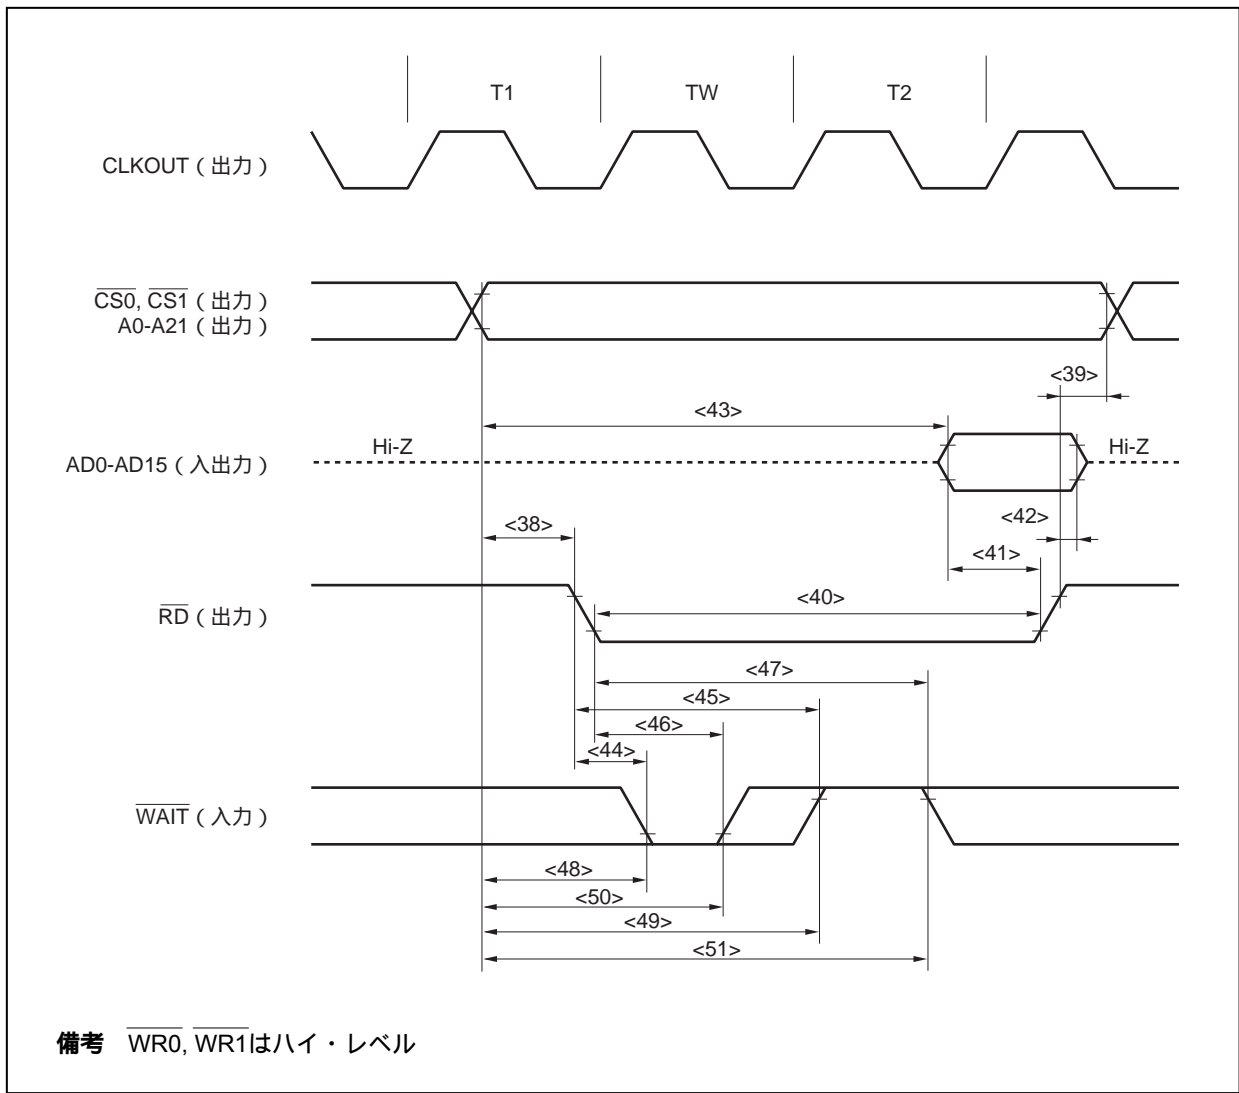 T1 TW T2
CLKOUT（出力）
CS0, CS1（出力）
A0-A21（出力）
<39>
<43>
Hi-Z
Hi-Z
AD0-AD15（入出力）
<38>
<42>
<41>
<40>
RD（出力）
<47>
<45>
<46>
<44>
WAIT（入力）
<48>
<50>
<49>
<51>
備考 WR0, WR1はハイ・レベル